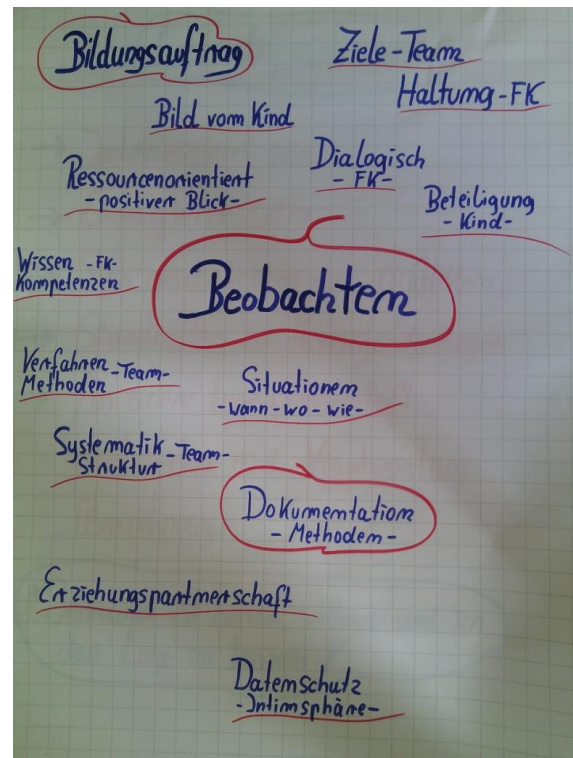 Bildungsauftrag
Ziele-Team
Haltung-FK
Bild vom Kind
Dialogisch
- FK -
Ressourcenorientiert
- positiver Blick -
Beteiligung
- Kind -
Wissen - FK-
Kompetenzen
Beobachten
Verfahren -Team-
Methoden
Situationen
- wann - wo - wie -
Systematik -Team-
Struktur
Dokumentation
- Methoden -
Erziehungspartnerschaft
Datenschutz
- Intimsphäre -